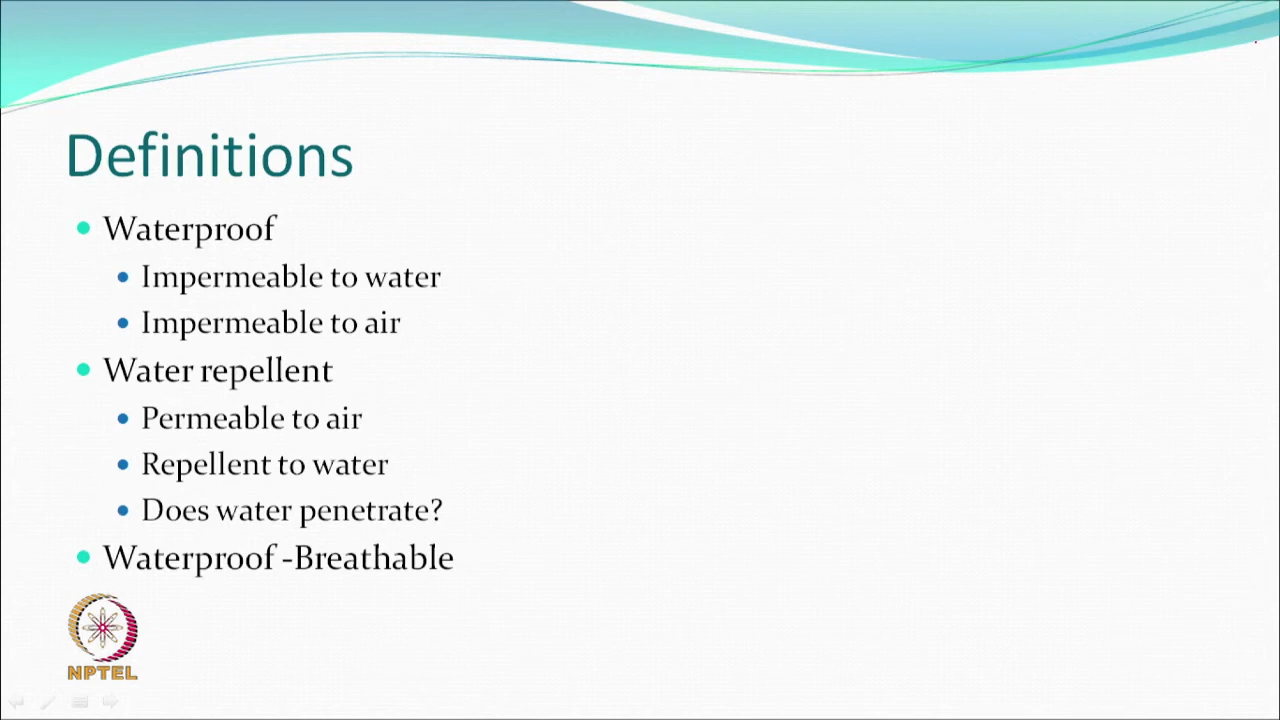 Definitions
Waterproof
Impermeable to water
Impermeable to air
Water repellent
Permeable to air
Repellent to water
Does water penetrate?
Waterproof -Breathable
NPTEL